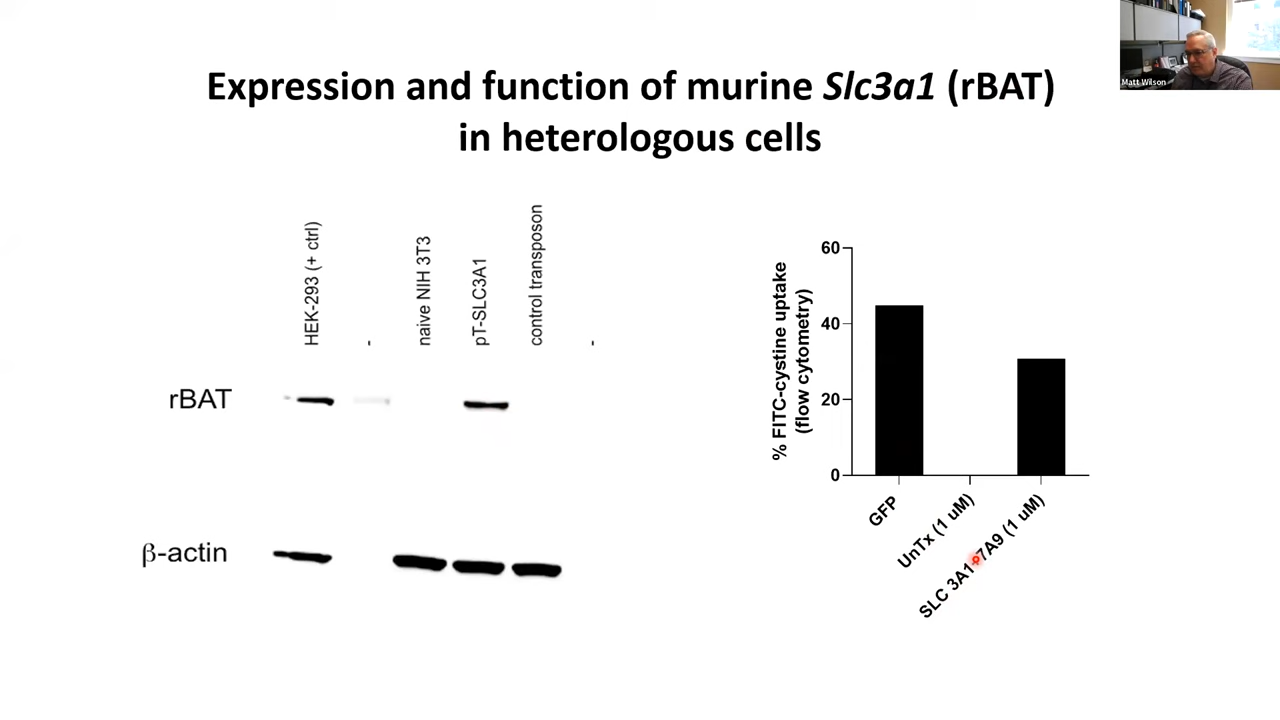 Expression and function of murine Slc3a1 (rBAT)
in heterologous cells
Matt Wilson
HEK-293 (+ ctrl)
-
naive NIH 3T3
pT-SLC3A1
control transposon
-
rBAT
β-actin
% FITC-cystine uptake
(flow cytometry)
60
40
20
0
GFP
UnTx (1 uM)
SLC 3A1+7A9 (1 uM)